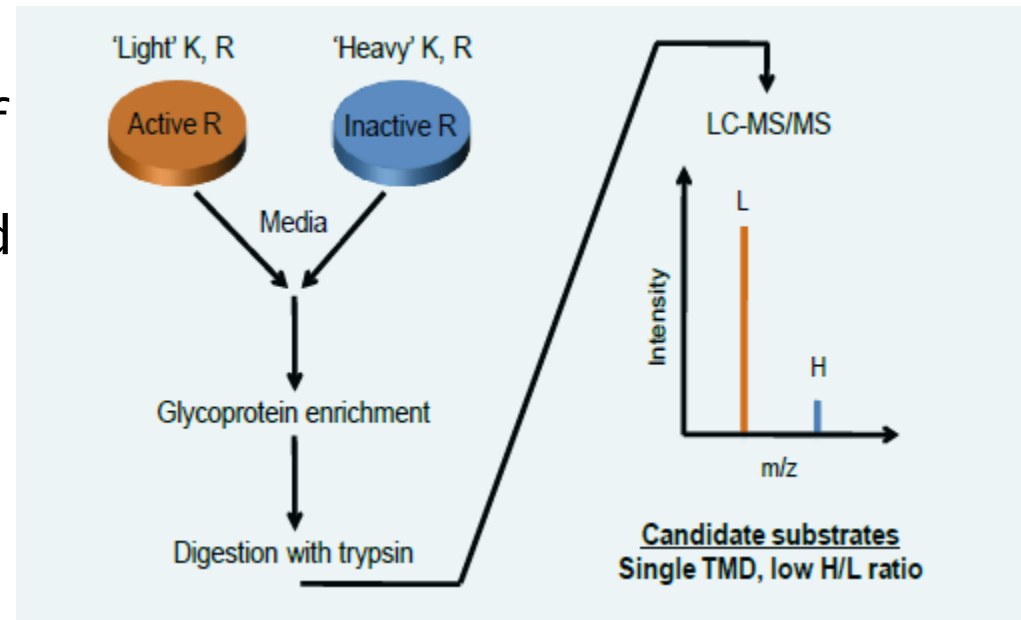 'Light' K, R
'Heavy' K, R
Active R
Inactive R
Media
Glycoprotein enrichment
Digestion with trypsin
LC-MS/MS
L
H
Intensity
m/z
Candidate substrates
Single TMD, low H/L ratio